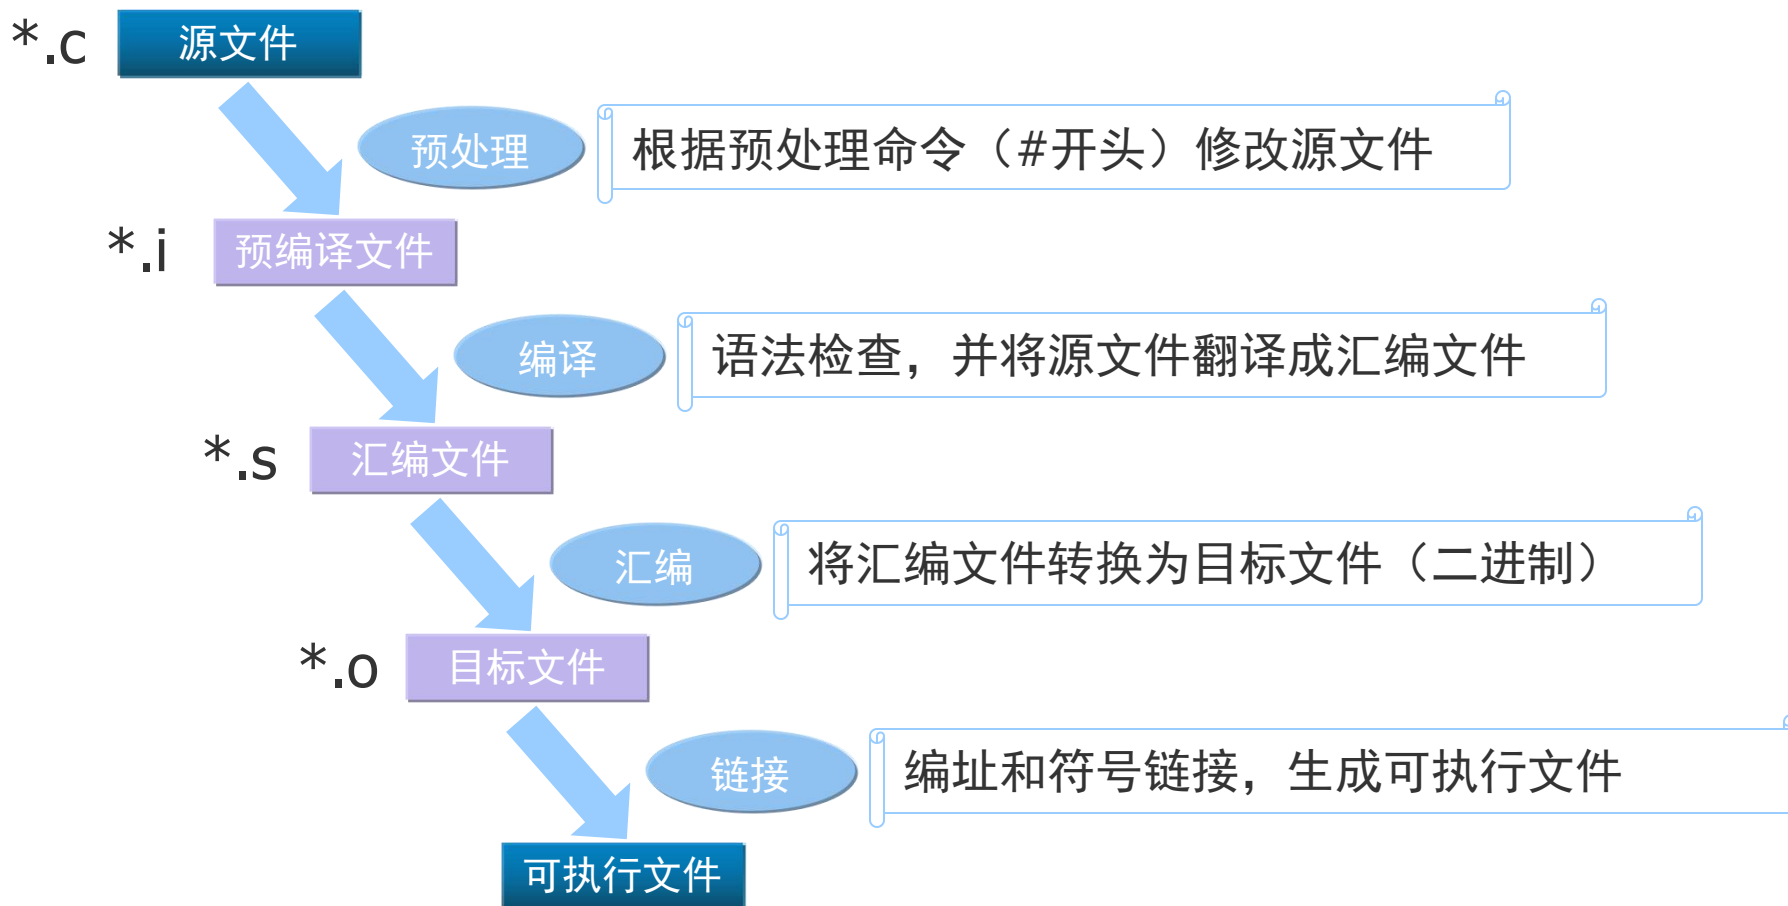 *.c
源文件
预处理
根据预处理命令（#开头）修改源文件
*.i
预编译文件
编译
语法检查，并将源文件翻译成汇编文件
*.s
汇编文件
汇编
将汇编文件转换为目标文件（二进制）
*.o
目标文件
链接
编址和符号链接，生成可执行文件
可执行文件